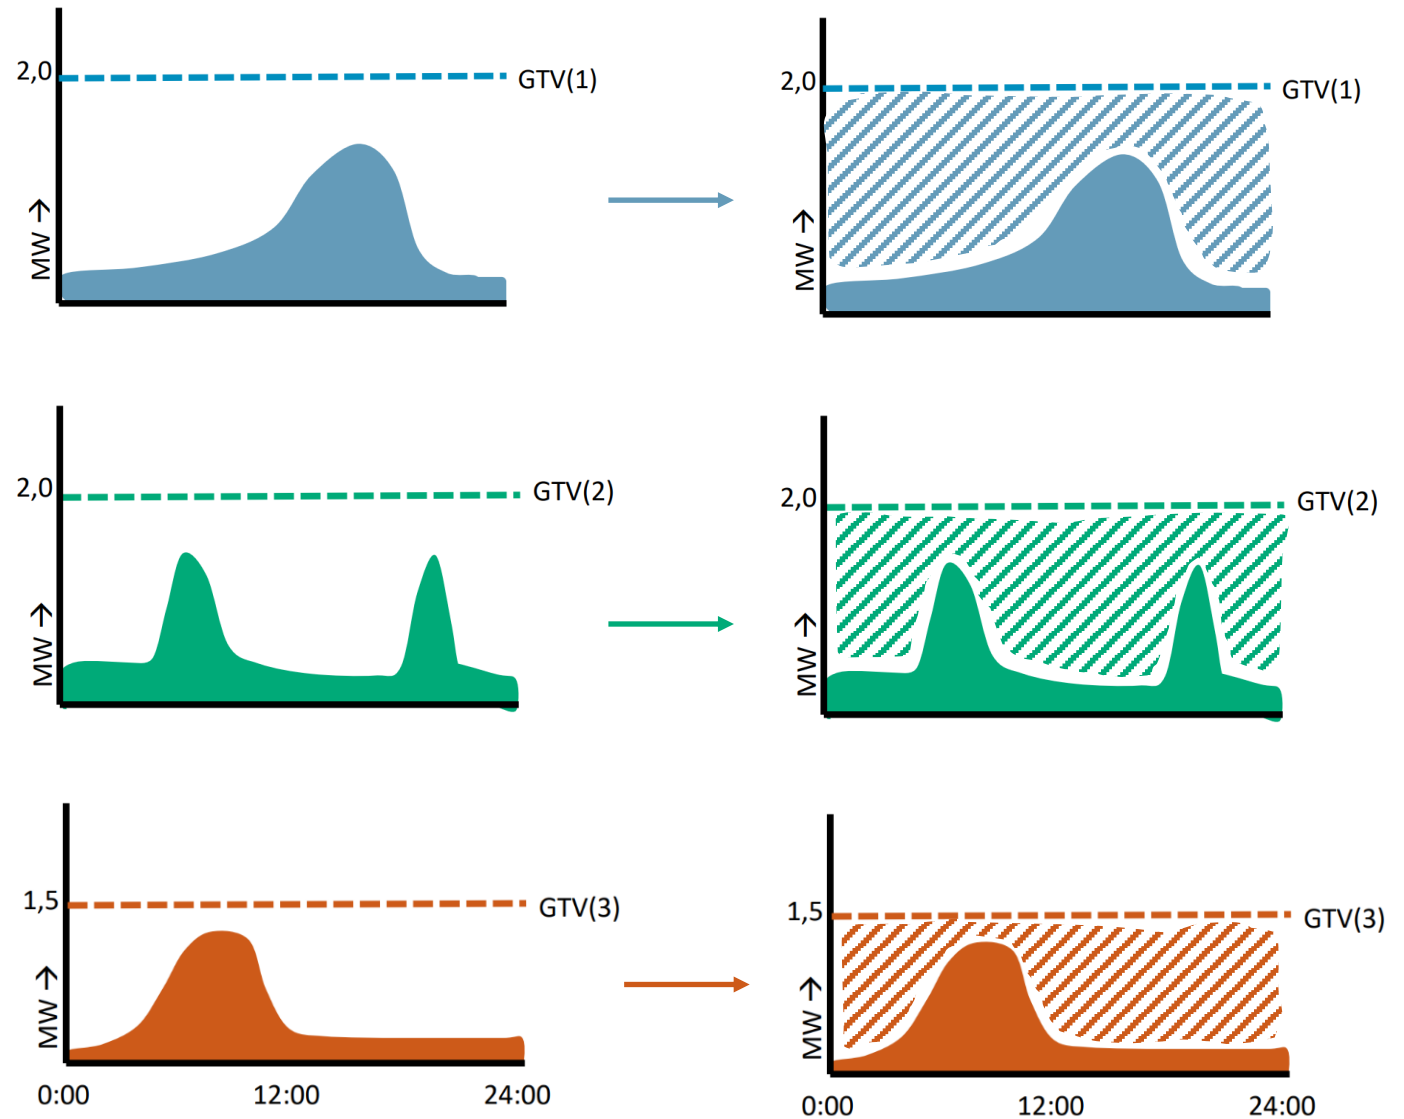 2,0
GTV(1)
MW →
2,0
GTV(1)
MW →
2,0
GTV(2)
MW →
2,0
GTV(2)
MW →
1,5
GTV(3)
MW →
0:00
12:00
24:00
1,5
GTV(3)
MW →
0:00
12:00
24:00